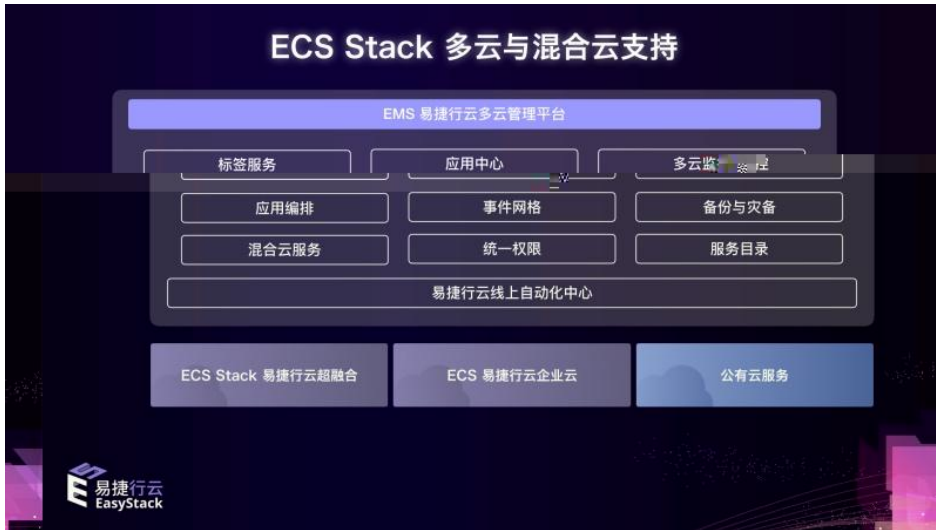 ECS Stack 多云与混合云支持
EMS 易捷行云多云管理平台
标签服务
应用中心
多云监
应用编排
事件网格
备份与灾备
混合云服务
统一权限
服务目录
易捷行云线上自动化中心
ECS Stack 易捷行云超融合
ECS 易捷行云企业云
公有云服务
易捷行云
EasyStack